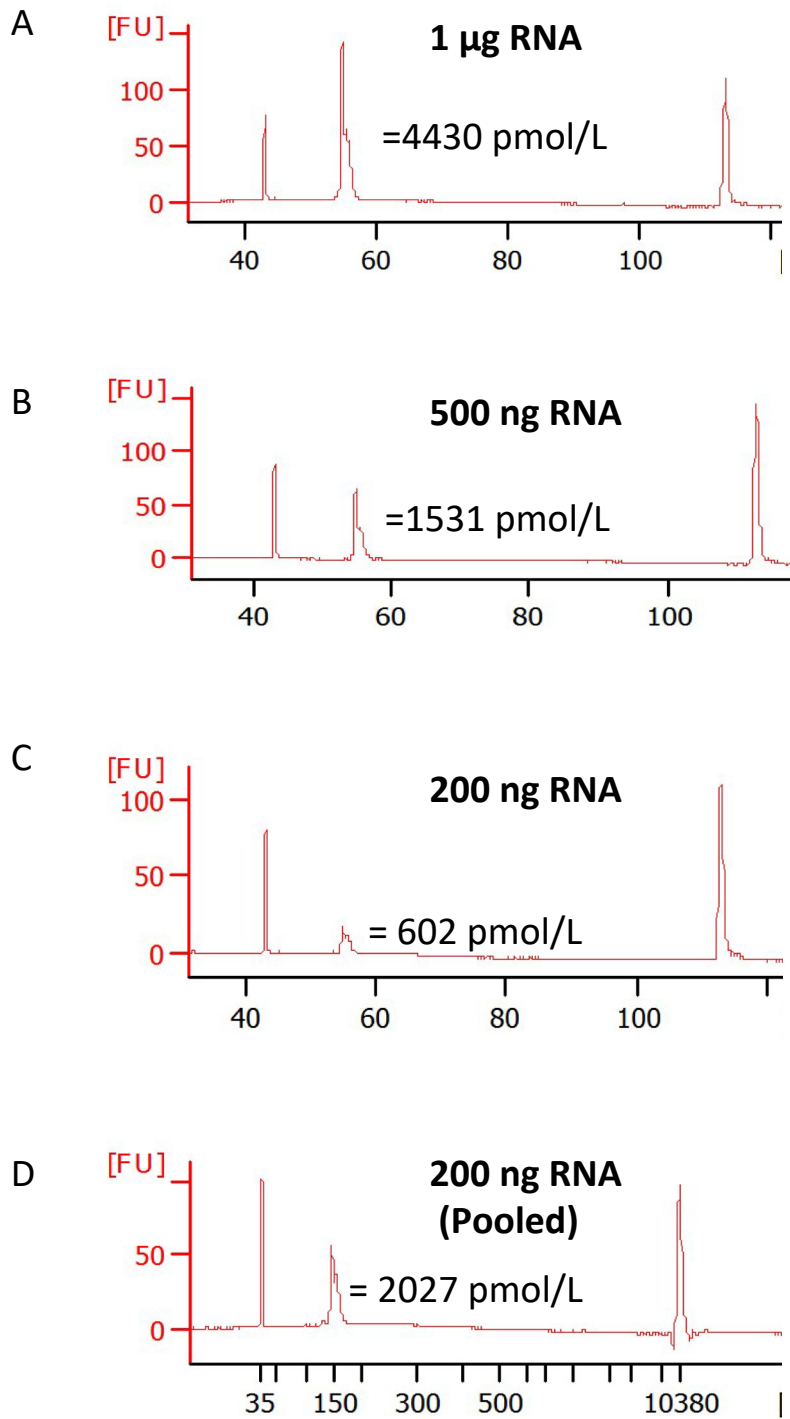 A
[FU]
1 µg RNA
100
=4430 pmol/L
50
0
40 60 80 100
B
[FU]
500 ng RNA
100
50
=1531 pmol/L
0
40 60 80 100
C
[FU]
200 ng RNA
100
50
= 602 pmol/L
0
40 60 80 100
D
[FU]
200 ng RNA
(Pooled)
50
= 2027 pmol/L
0
35 150 300 500 10380